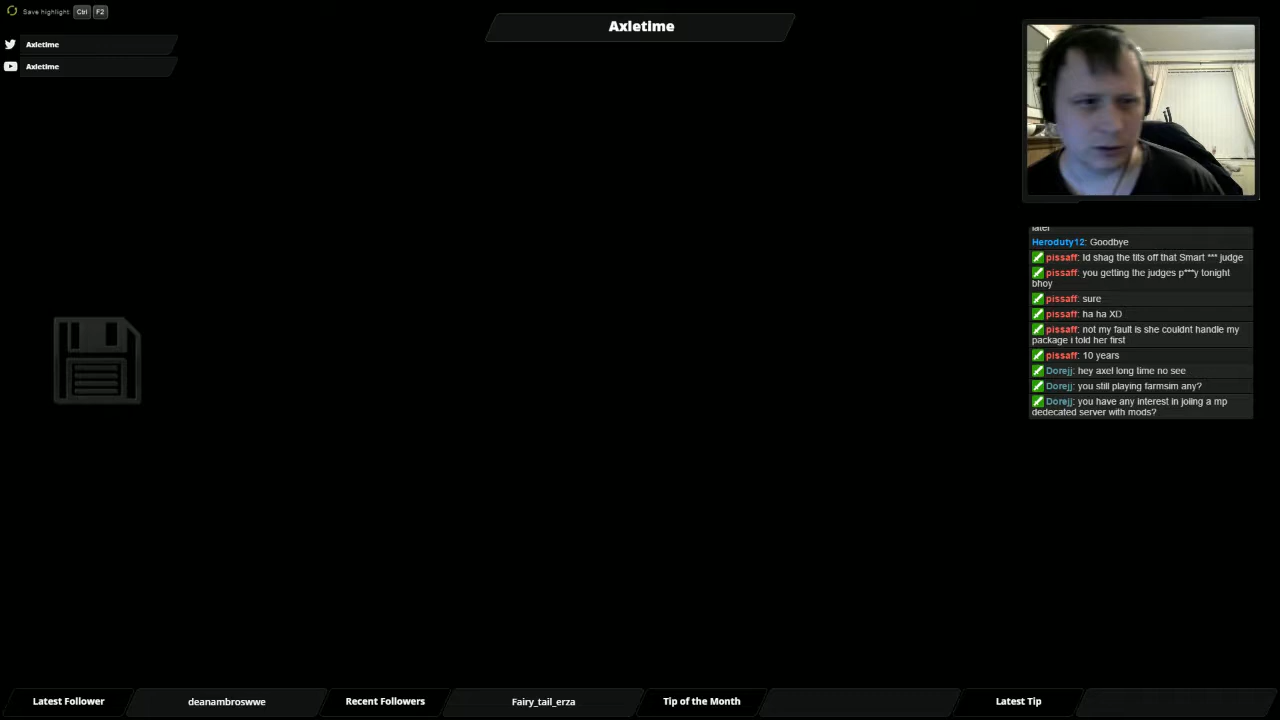 Save highlight: Ctrl F2
Axletime
Axletime
Axletime
later
Heroduty12: Goodbye
pissaff: Id shag the tits off that Smart *** judge
pissaff: you getting the judges p***y tonight
bhoy
pissaff: sure
pissaff: ha ha XD
pissaff: not my fault is she couldnt handle my
package i told her first
pissaff: 10 years
Dorejj: hey axel long time no see
Dorejj: you still playing farmsim any?
Dorejj: you have any interest in joiing a mp
dedecated server with mods?
Latest Follower
deanambroswwe
Recent Followers
Fairy_tail_erza
Tip of the Month
Latest Tip